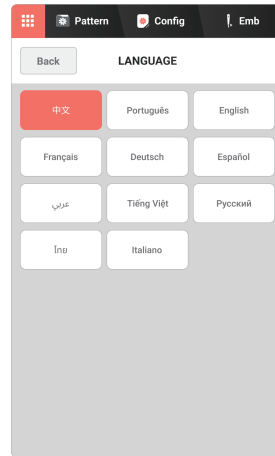 Pattern Config Emb
Back LANGUAGE
中文 Português English
Français Deutsch Español
عربي Tiếng Việt Русский
ไทย Italiano